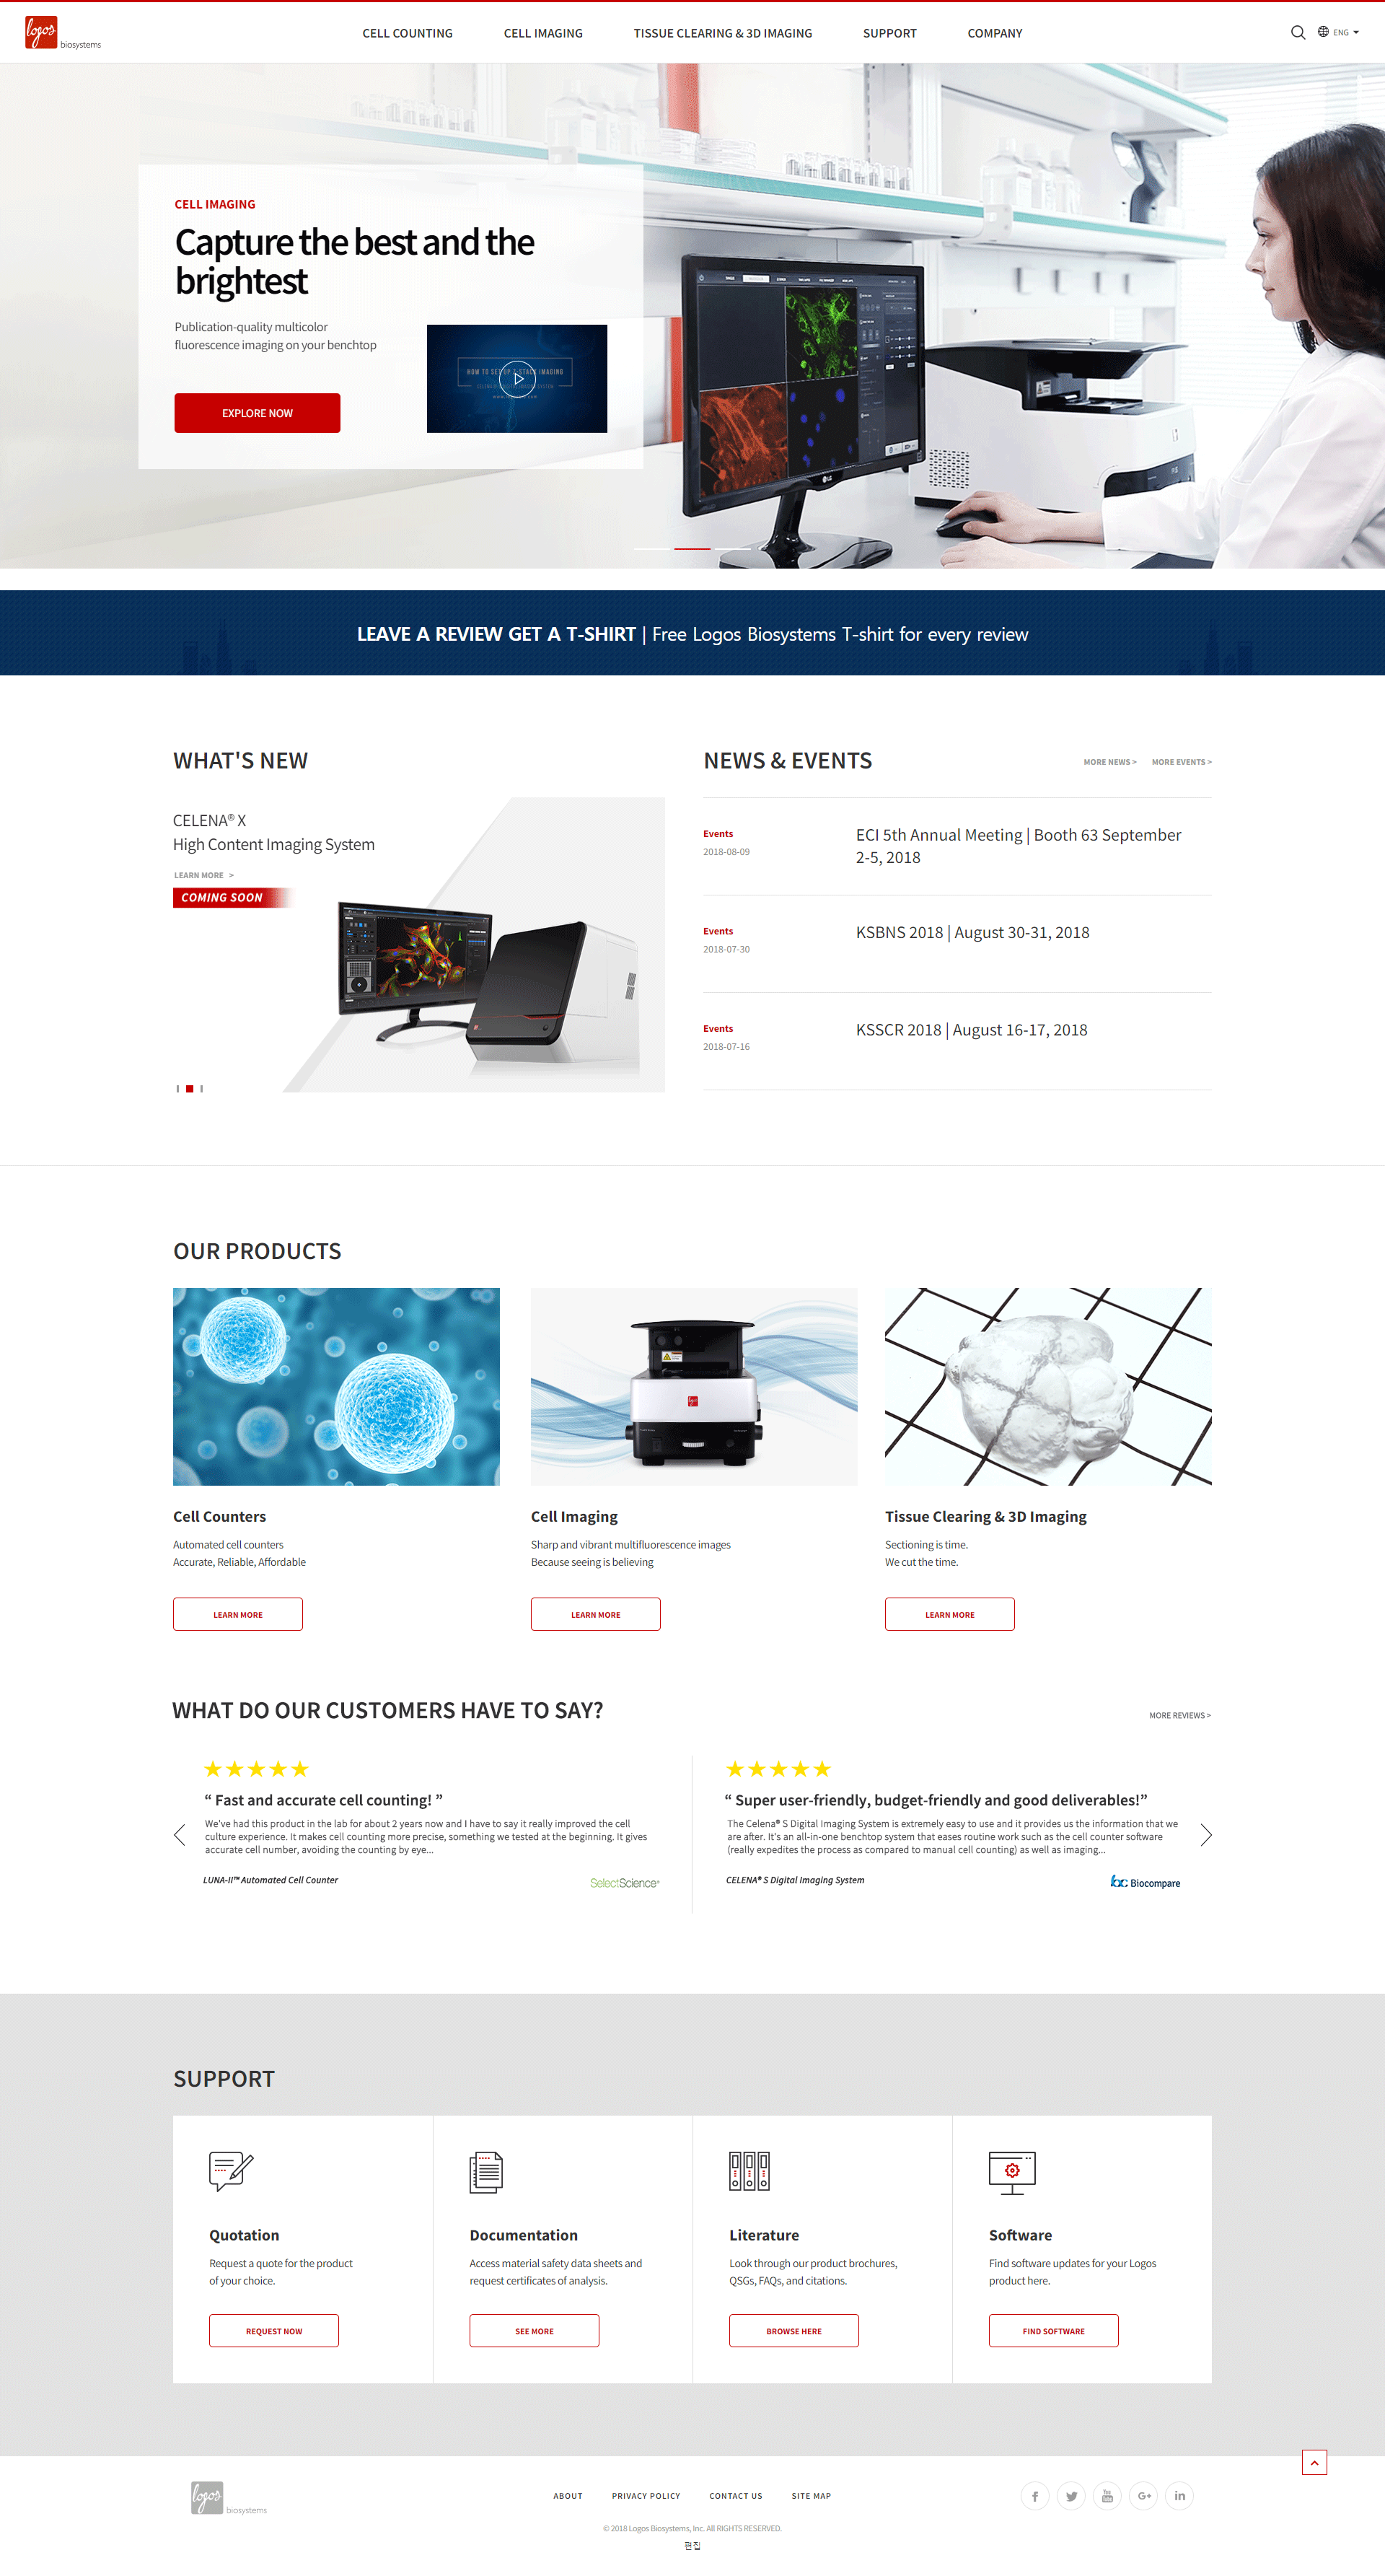 logos
biosystems
CELL COUNTING
CELL IMAGING
TISSUE CLEARING & 3D IMAGING
SUPPORT
COMPANY
ENG
CELL IMAGING
Capture the best and the
brightest
Publication-quality multicolor
fluorescence imaging on your benchtop
EXPLORE NOW
LEAVE A REVIEW GET A T-SHIRT | Free Logos Biosystems T-shirt for every review
WHAT'S NEW
CELENA® X
High Content Imaging System
LEARN MORE >
COMING SOON
NEWS & EVENTS
MORE NEWS >
MORE EVENTS >
Events
2018-08-09
ECI 5th Annual Meeting | Booth 63 September
2-5, 2018
Events
2018-07-30
KSBNS 2018 | August 30-31, 2018
Events
2018-07-16
KSSCR 2018 | August 16-17, 2018
OUR PRODUCTS
Cell Counters
Automated cell counters
Accurate, Reliable, Affordable
LEARN MORE
Cell Imaging
Sharp and vibrant multifluorescence images
Because seeing is believing
LEARN MORE
Tissue Clearing & 3D Imaging
Sectioning is time.
We cut the time.
LEARN MORE
WHAT DO OUR CUSTOMERS HAVE TO SAY?
MORE REVIEWS >
“ Fast and accurate cell counting! ”
We've had this product in the lab for about 2 years now and I have to say it really improved the cell
culture experience. It makes cell counting more precise, something we tested at the beginning. It gives
accurate cell number, avoiding the counting by eye...
LUNA-II™ Automated Cell Counter
SelectScience®
“ Super user-friendly, budget-friendly and good deliverables!”
The Celena® S Digital Imaging System is extremely easy to use and it provides us the information that we
are after. It's an all-in-one benchtop system that eases routine work such as the cell counter software
(really expedites the process as compared to manual cell counting) as well as imaging...
CELENA® S Digital Imaging System
Biocompare
SUPPORT
Quotation
Request a quote for the product
of your choice.
REQUEST NOW
Documentation
Access material safety data sheets and
request certificates of analysis.
SEE MORE
Literature
Look through our product brochures,
QSGs, FAQs, and citations.
BROWSE HERE
Software
Find software updates for your Logos
product here.
FIND SOFTWARE
logos
biosystems
ABOUT
PRIVACY POLICY
CONTACT US
SITE MAP
© 2018 Logos Biosystems, Inc. All RIGHTS RESERVED.
편집